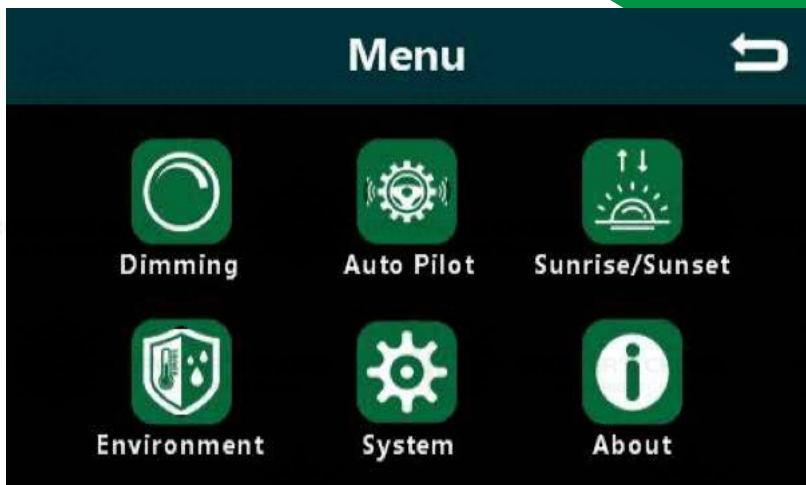 Menu
Dimming
Auto Pilot
Sunrise/Sunset
Environment
System
About